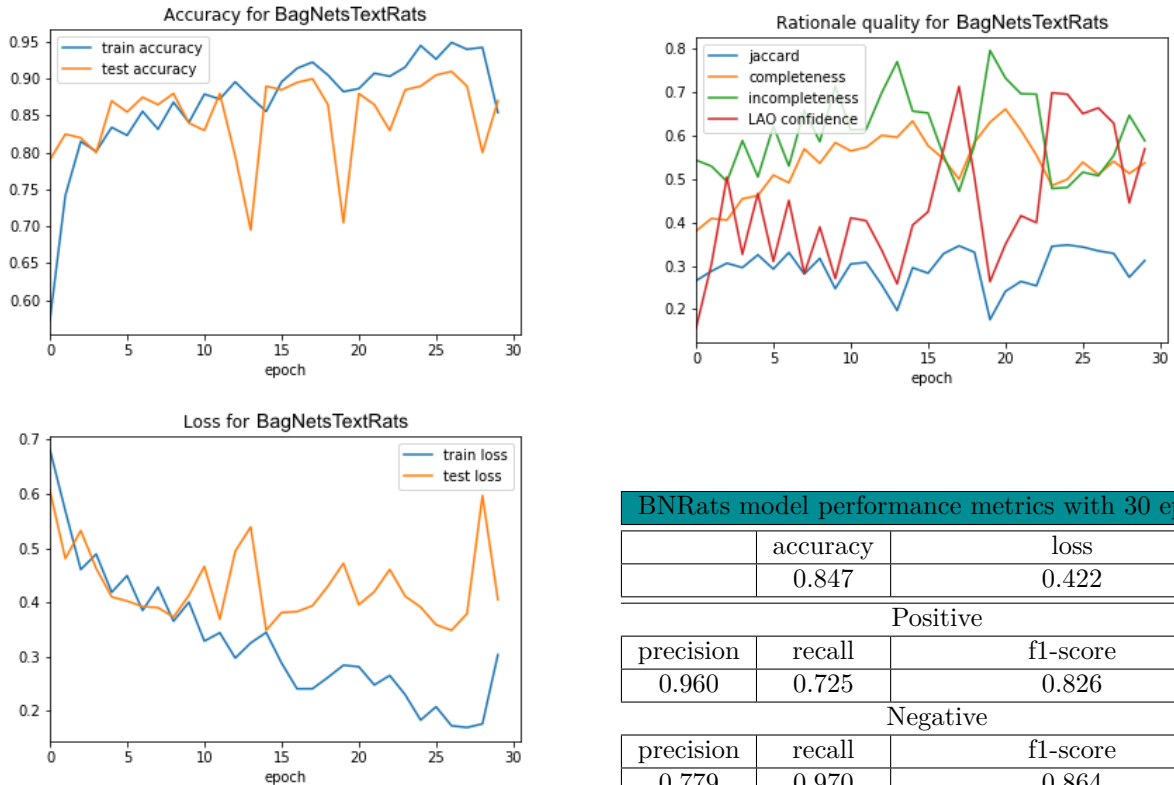 Accuracy for BagNetsTextRats
train accuracy
test accuracy
0.95
0.90
0.85
0.80
0.75
0.70
0.65
0.60
0 5 10 15 20 25 30
epoch
Rationale quality for BagNetsTextRats
jaccard
completeness
incompleteness
LAO confidence
0.8
0.7
0.6
0.5
0.4
0.3
0.2
0 5 10 15 20 25 30
epoch
Loss for BagNetsTextRats
train loss
test loss
0.7
0.6
0.5
0.4
0.3
0.2
0 5 10 15 20 25 30
epoch
BNRats model performance metrics with 30
accuracy loss
0.847 0.422
Positive
precision recall f1-score
0.960 0.725 0.826
Negative
precision recall f1-score
0.779 0.970 0.864